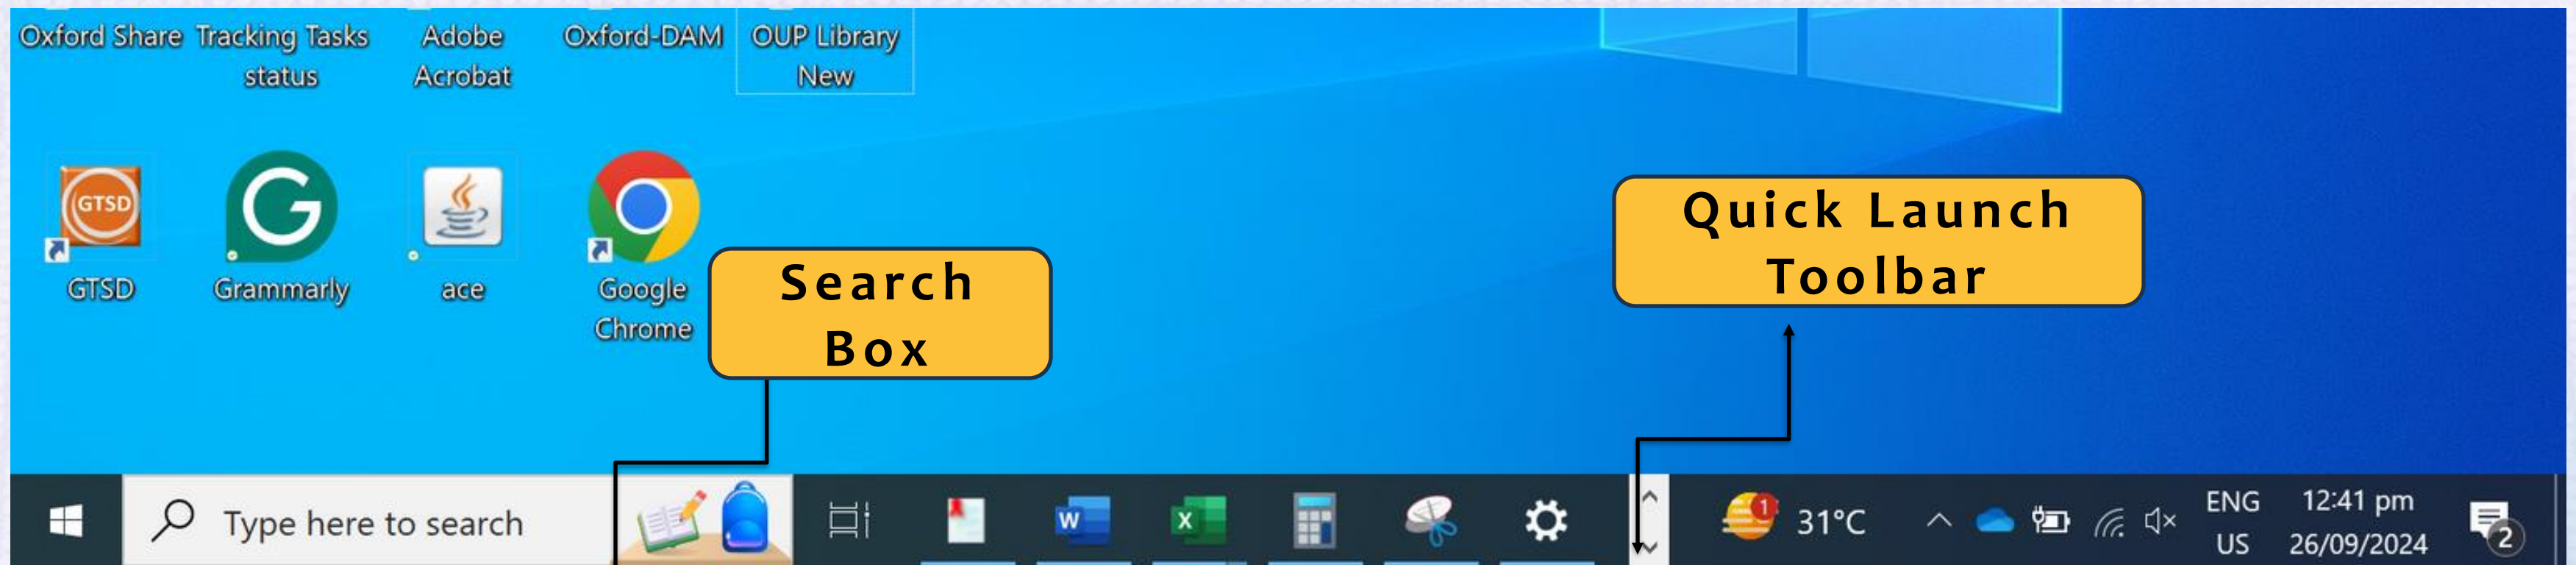 Oxford Share Tracking Tasks status Adobe Acrobat Oxford-DAM OUP Library New
GTSD
GTSD Grammarly ace Google Chrome
Search
Box
Quick Launch
Toolbar
Type here to search
W
X
1
31°C
ENG
US
12:41 pm
26/09/2024
2